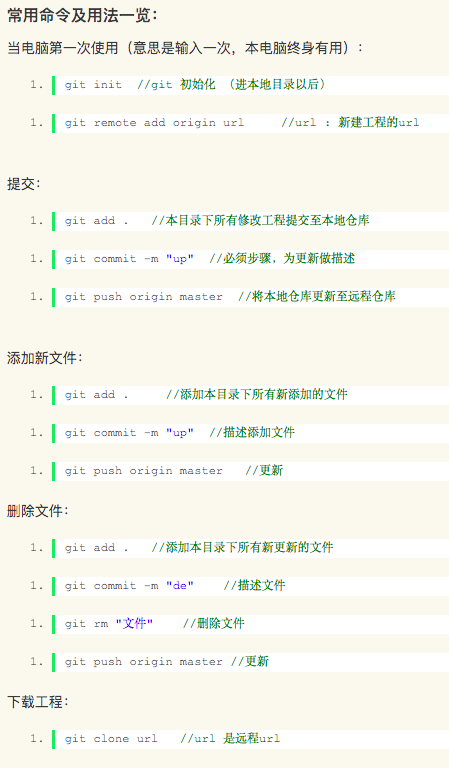 常用命令及用法一览：
当电脑第一次使用（意思是输入一次，本电脑终身有用）：
1. git init  //git 初始化 （进本地目录以后）
1. git remote add origin url     //url : 新建工程的url
提交：
1. git add .   //本目录下所有修改工程提交至本地仓库
1. git commit -m "up"  //必须步骤，为更新做描述
1. git push origin master  //将本地仓库更新至远程仓库
添加新文件：
1. git add .     //添加本目录下所有新添加的文件
1. git commit -m "up"  //描述添加文件
1. git push origin master   //更新
删除文件：
1. git add .   //添加本目录下所有新更新的文件
1. git commit -m "de"    //描述文件
1. git rm "文件"    //删除文件
1. git push origin master //更新
下载工程：
1. git clone url   //url 是远程url